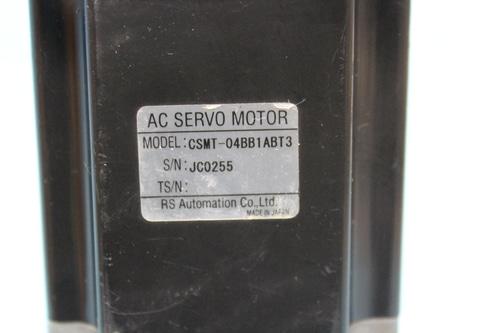 AC SERVO MOTOR
MODEL: CSMT-04BB1ABT3
S/N: JC0255
TS/N:
RS Automation Co.,Ltd.
MADE IN JAPAN